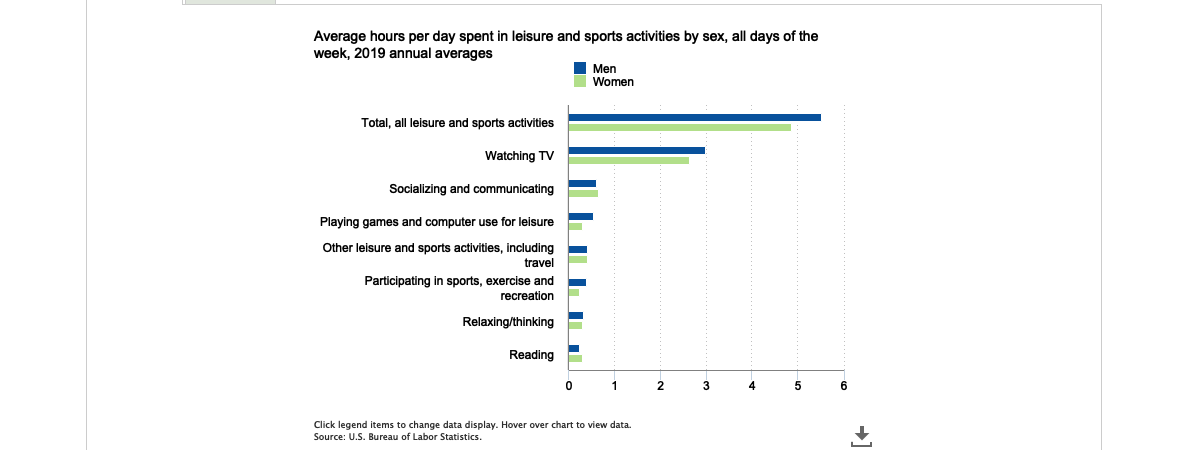 Average hours per day spent in leisure and sports activities by sex, all days of the
week, 2019 annual averages
Men
Women
Total, all leisure and sports activities
Watching TV
Socializing and communicating
Playing games and computer use for leisure
Other leisure and sports activities, including
travel
Participating in sports, exercise and
recreation
Relaxing/thinking
Reading
0 1 2 3 4 5 6
Click legend items to change data display. Hover over chart to view data.
Source: U.S. Bureau of Labor Statistics.